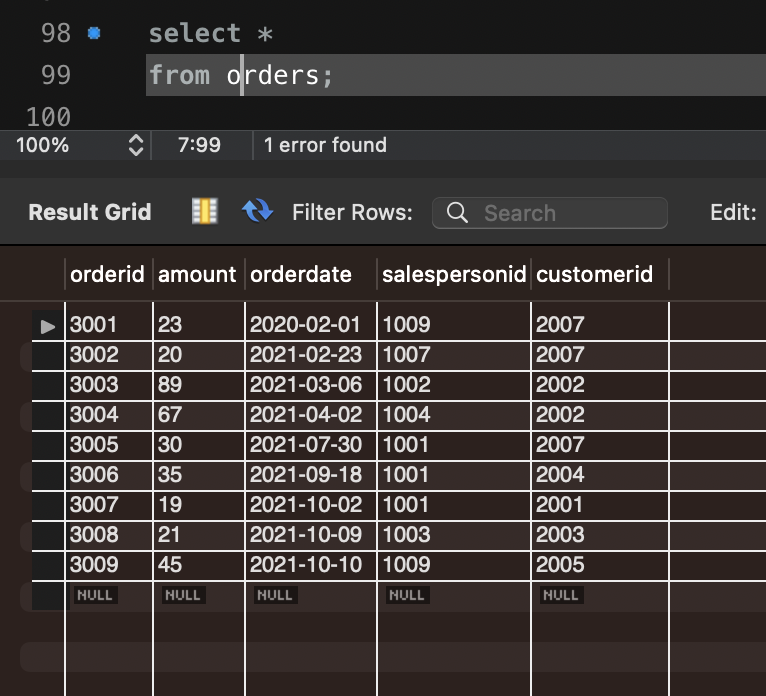 98 select *
99 from orders;
100
100% 7:99 1 error found
Result Grid Filter Rows: Search Edit:
orderid amount orderdate salespersonid customerid
3001 23 2020-02-01 1009 2007
3002 20 2021-02-23 1007 2007
3003 89 2021-03-06 1002 2002
3004 67 2021-04-02 1004 2002
3005 30 2021-07-30 1001 2007
3006 35 2021-09-18 1001 2004
3007 19 2021-10-02 1001 2001
3008 21 2021-10-09 1003 2003
3009 45 2021-10-10 1009 2005
NULL NULL NULL NULL NULL